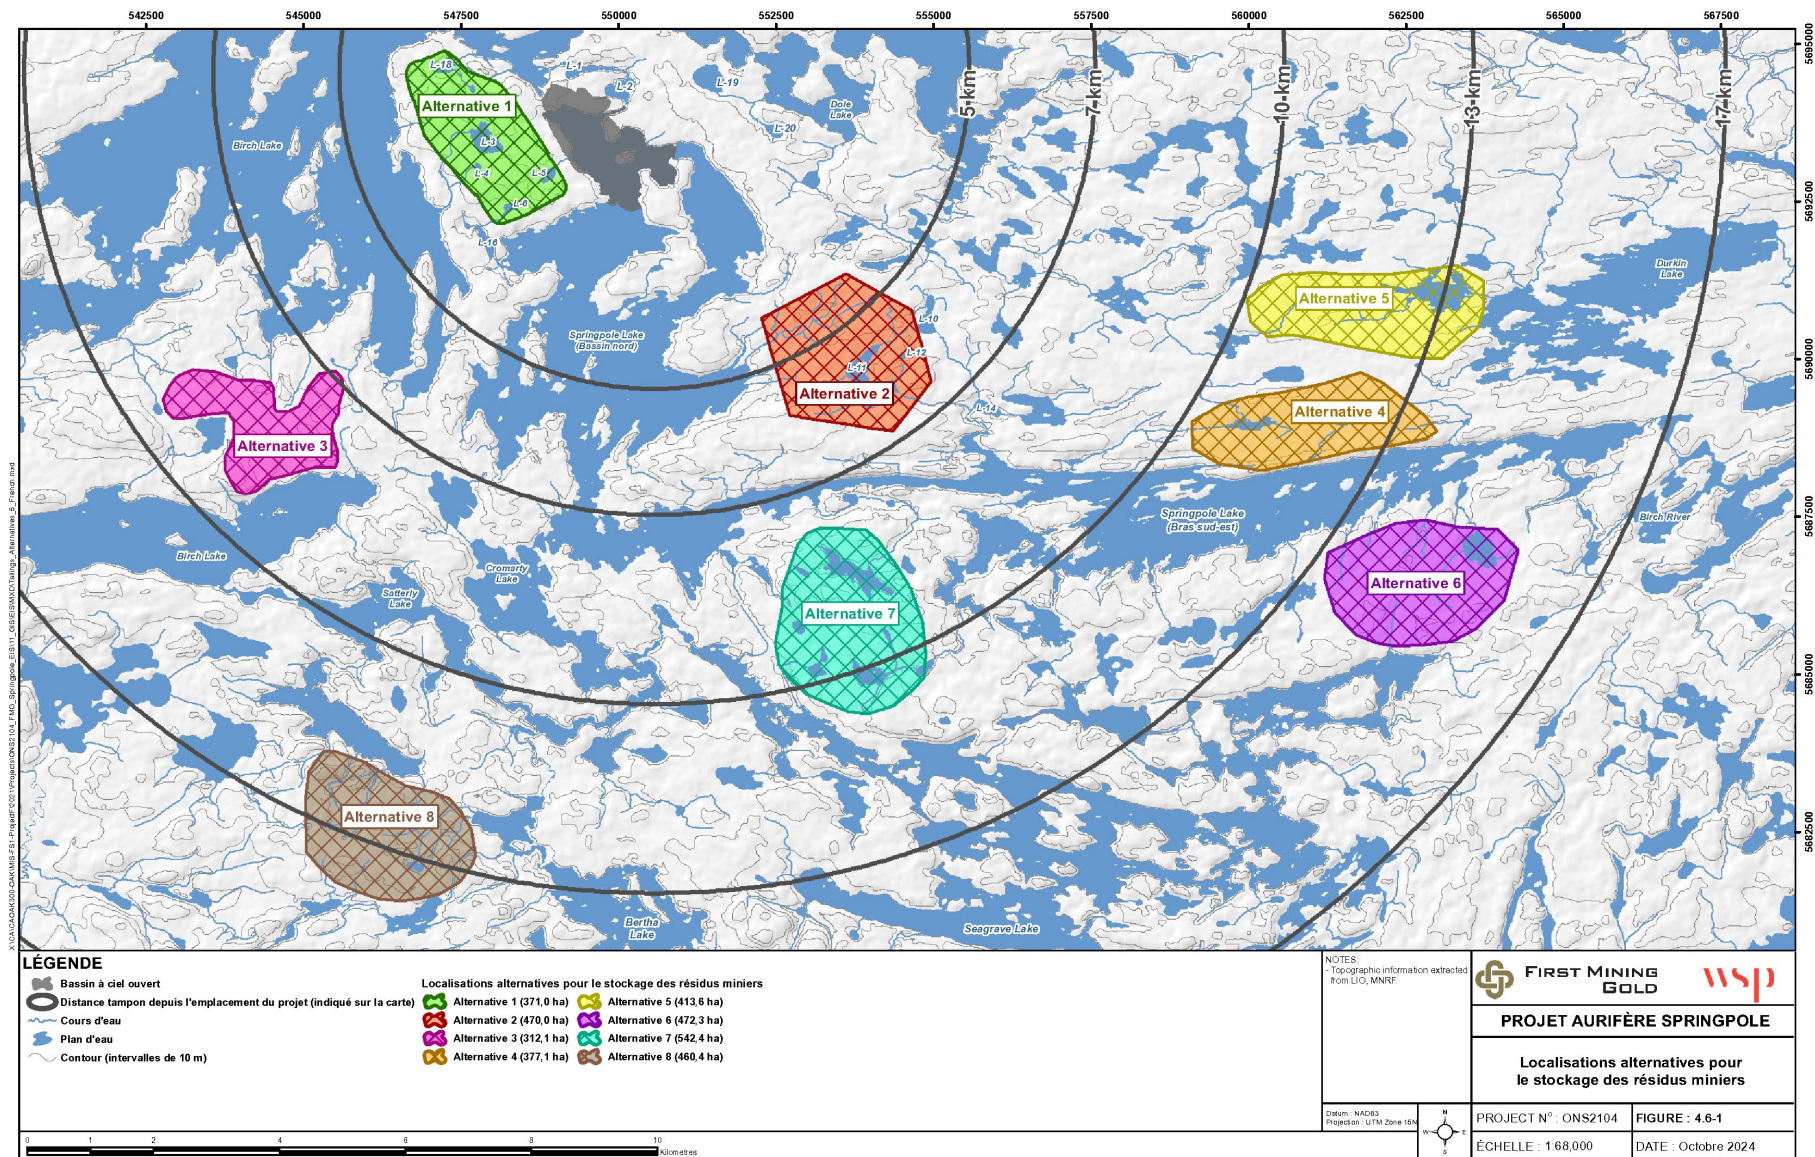 542500 545000 547500 550000 552500 555000 557500 560000 562500 565000 567500
5695000
5692500
5690000
5687500
5685000
5682500
5-km
7-km
10-km
13-km
17-km
L-18
Alternative 1
L-3
L-4
L-5
L-6
L-16
L-1
L-2
L-19
L-20
Dole
Lake
Birch Lake
Springpole Lake
(Bassin nord)
L-10
L-12
L-11
Alternative 2
L-14
Durkin
Lake
Alternative 5
Alternative 4
Alternative 3
Springpole Lake
(Bras sud-est)
Birch River
Birch Lake
Cromarty
Lake
Satterly
Lake
Alternative 6
Alternative 7
Alternative 8
Bertha
Lake
Seagrave Lake
LÉGENDE
Bassin à ciel ouvert
Distance tampon depuis l'emplacement du projet (indiqué sur la carte)
Cours d'eau
Plan d'eau
Contour (intervalles de 10 m)
Localisations alternatives pour le stockage des résidus miniers
Alternative 1 (371,0 ha)
Alternative 2 (470,0 ha)
Alternative 3 (312,1 ha)
Alternative 4 (377,1 ha)
Alternative 5 (413,6 ha)
Alternative 6 (472,3 ha)
Alternative 7 (542,4 ha)
Alternative 8 (460,4 ha)
0 1 2 4 6 8 10
Kilometres
NOTES:
- Topographic information extracted
from LIO, MNRF.
Datum : NAD83
Projection : UTM Zone 15N
N
W E
S
FIRST MINING
GOLD
wsp
PROJET AURIFÈRE SPRINGPOLE
Localisations alternatives pour
le stockage des résidus miniers
PROJECT N° : ONS2104
FIGURE : 4.6-1
ÉCHELLE : 1:68,000
DATE : Octobre 2024